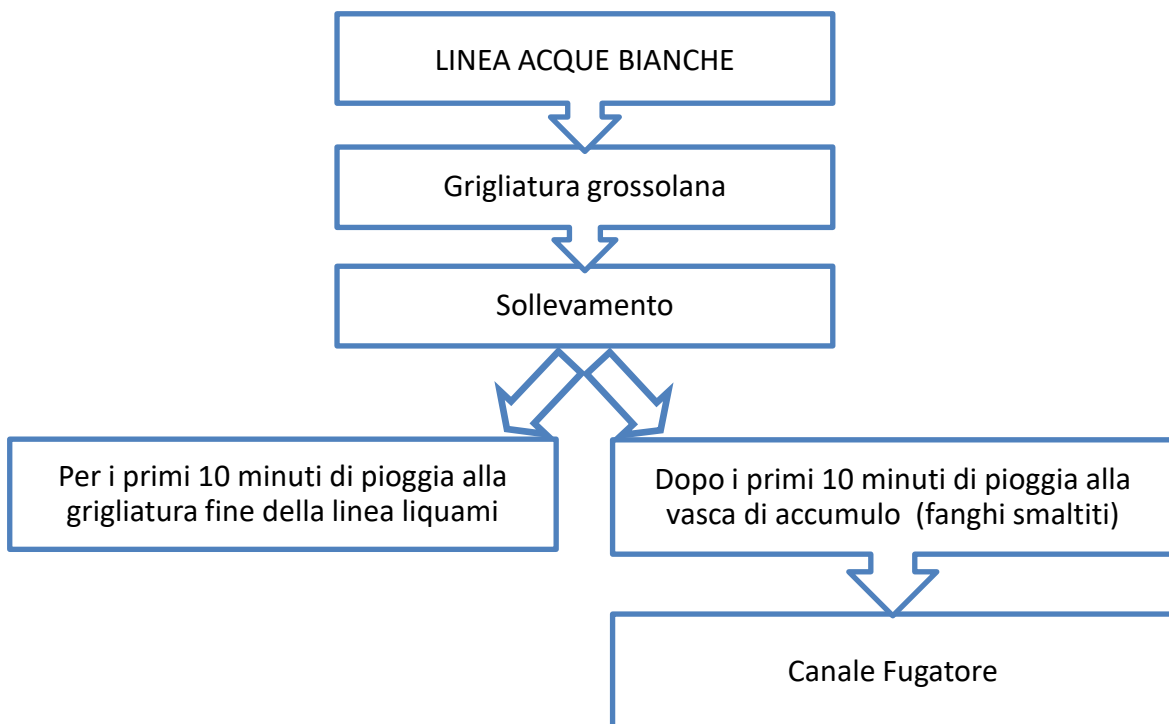 LINEA ACQUE BIANCHE
Grigliatura grossolana
Sollevamento
Per i primi 10 minuti di pioggia alla
grigliatura fine della linea liquami
Dopo i primi 10 minuti di pioggia alla
vasca di accumulo (fanghi smaltiti)
Canale Fugatore